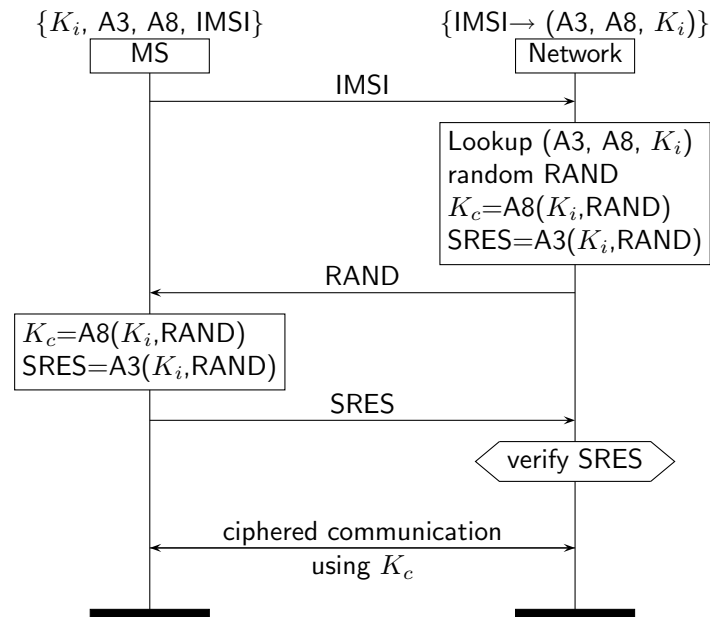 {K_i, A3, A8, IMSI}
{IMSI→ (A3, A8, K_i)}
MS
Network
IMSI
Lookup (A3, A8, K_i)
random RAND
K_c=A8(K_i,RAND)
SRES=A3(K_i,RAND)
RAND
K_c=A8(K_i,RAND)
SRES=A3(K_i,RAND)
SRES
verify SRES
ciphered communication
using K_c